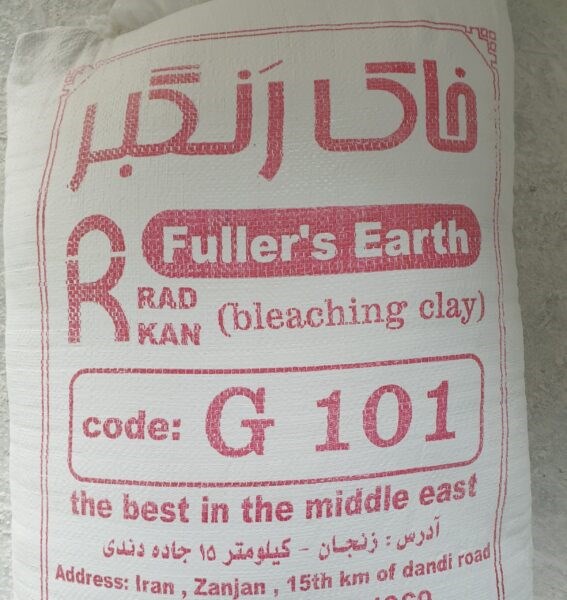 خاک رَنگبر
Fuller's Earth
R RAD
KAN
(bleaching clay)
code: G 101
the best in the middle east
آدرس : زنجان - کیلومتر ۱۵ جاده دندی
Address: Iran , Zanjan , 15th km of dandi road